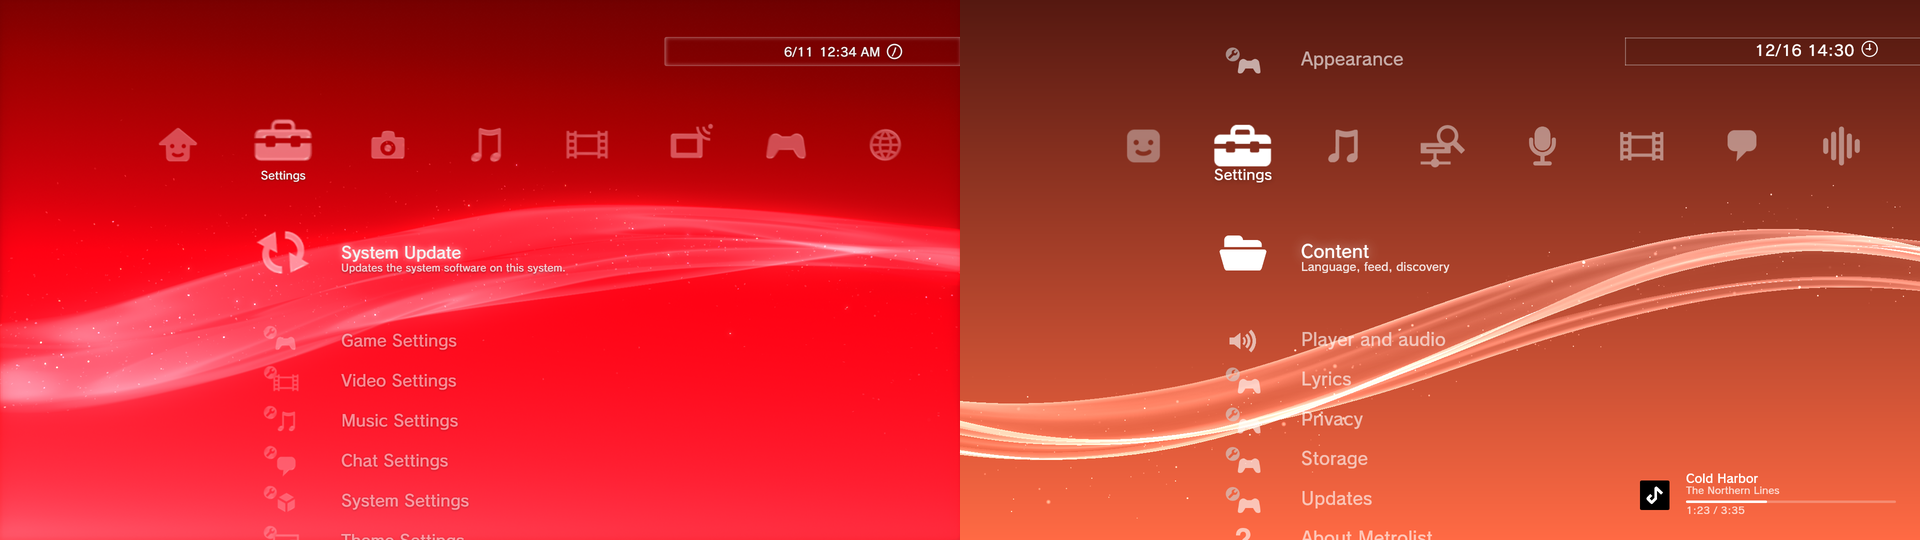 6/11 12:34 AM
Settings
System Update
Updates the system software on this system.
Game Settings
Video Settings
Music Settings
Chat Settings
System Settings
Theme Settings
Appearance
12/16 14:30
Settings
Content
Language, feed, discovery
Player and audio
Lyrics
Privacy
Storage
Updates
About Metrolist
Cold Harbor
The Northern Lines
1:23 / 3:35